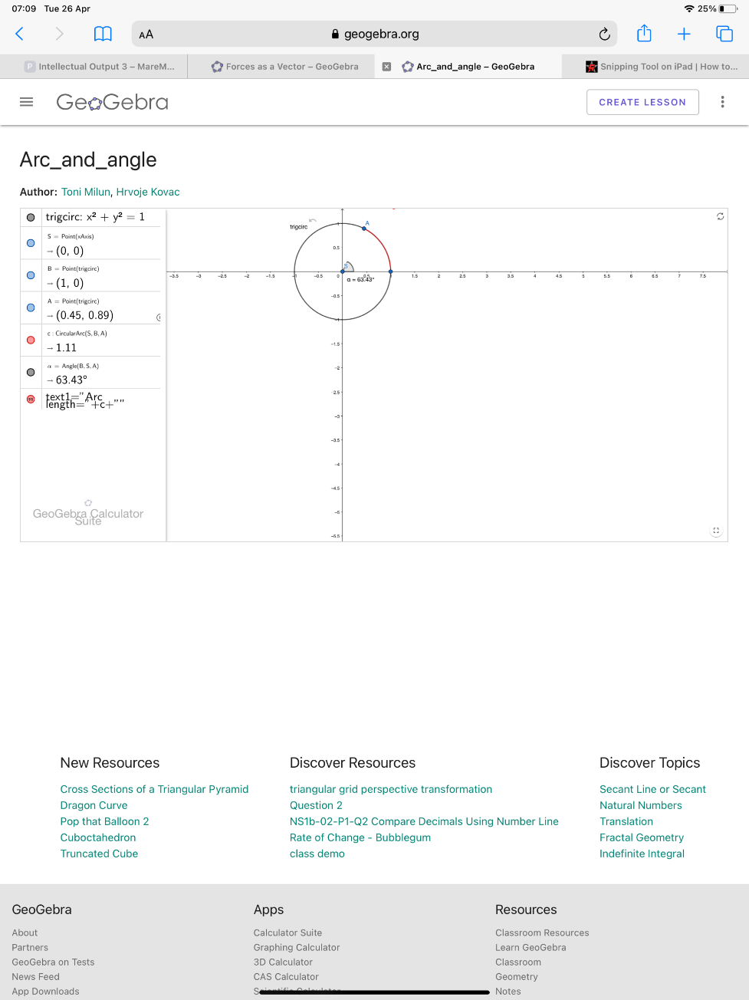 07:09 Tue 26 Apr
25%
AA
geogebra.org
Intellectual Output 3 – MareM...
Forces as a Vector – GeoGebra
Arc_and_angle – GeoGebra
Snipping Tool on iPad | How to...
GeoGebra
CREATE LESSON
Arc_and_angle
Author: Toni Milun, Hrvoje Kovac
trigcirc: x² + y² = 1
S = Point(xAxis)
→ (0, 0)
B = Point(trigcirc)
→ (1, 0)
A = Point(trigcirc)
→ (0.45, 0.89)
c : CircularArc(S, B, A)
→ 1.11
α = Angle(B, S, A)
→ 63.43°
text1="Arc
length="+c+""
GeoGebra Calculator
Suite
trigcirc
A
S
α = 63.43°
1
0.5
-3.5 -3 -2.5 -2 -1.5 -1 -0.5 0 0.5 1 1.5 2 2.5 3 3.5 4 4.5 5 5.5 6 6.5 7 7.5
-0.5
-1
-1.5
-2
-2.5
-3
-3.5
-4
-4.5
-5
-5.5
New Resources
Cross Sections of a Triangular Pyramid
Dragon Curve
Pop that Balloon 2
Cuboctahedron
Truncated Cube
Discover Resources
triangular grid perspective transformation
Question 2
NS1b-02-P1-Q2 Compare Decimals Using Number Line
Rate of Change - Bubblegum
class demo
Discover Topics
Secant Line or Secant
Natural Numbers
Translation
Fractal Geometry
Indefinite Integral
GeoGebra
About
Partners
GeoGebra on Tests
News Feed
App Downloads
Apps
Calculator Suite
Graphing Calculator
3D Calculator
CAS Calculator
Scientific Calculator
Resources
Classroom Resources
Learn GeoGebra
Classroom
Geometry
Notes